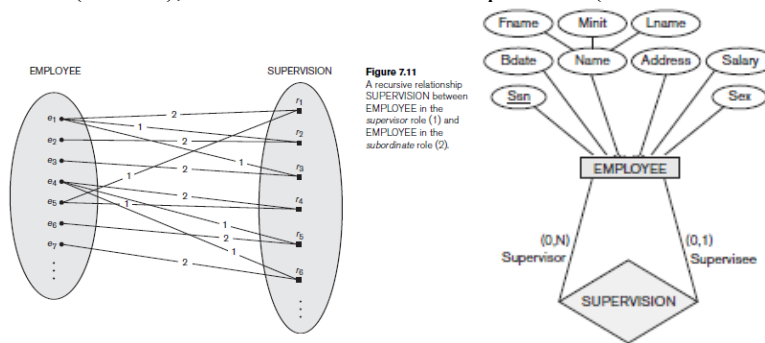 EMPLOYEE
SUPERVISION
e1
e2
e3
e4
e5
e6
e7
r1
r2
r3
r4
r5
r6
2
1
2
1
2
1
2
1
1
2
2
1
2
Figure 7.11
A recursive relationship
SUPERVISION between
EMPLOYEE in the
supervisor role (1) and
EMPLOYEE in the
subordinate role (2).
Fname
Minit
Lname
Bdate
Name
Address
Salary
Ssn
Sex
EMPLOYEE
(0,N)
Supervisor
(0,1)
Supervisee
SUPERVISION